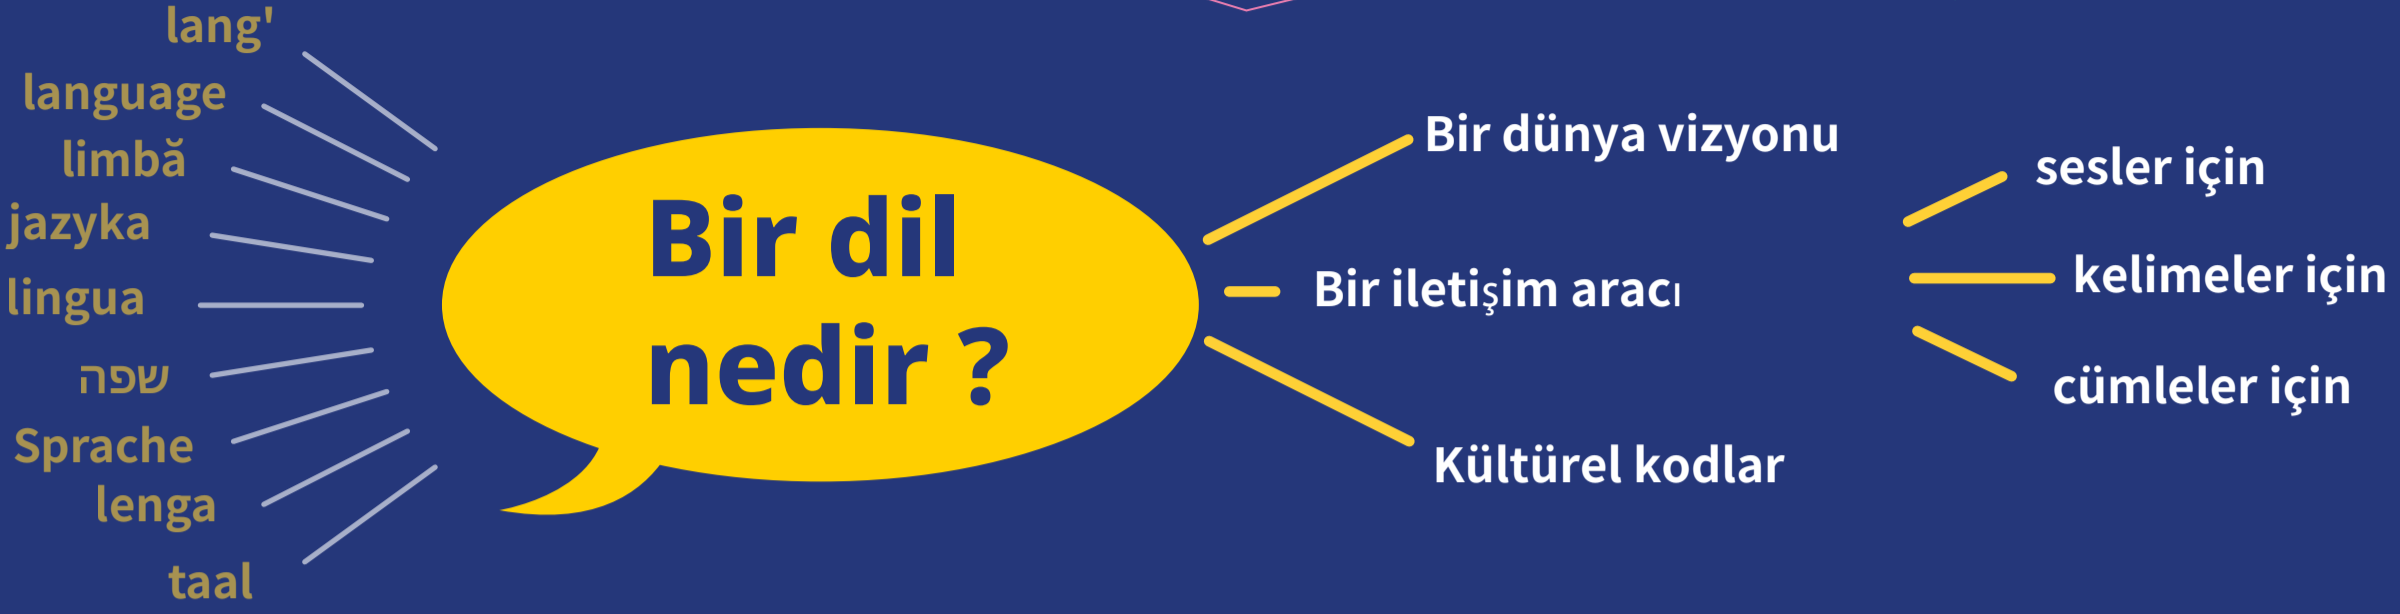 lang'
language
limbă
jazyka
lingua
שפה
Sprache
lenga
taal
Bir dil
nedir ?
Bir dünya vizyonu
Bir iletişim aracı
Kültürel kodlar
sesler için
kelimeler için
cümleler için